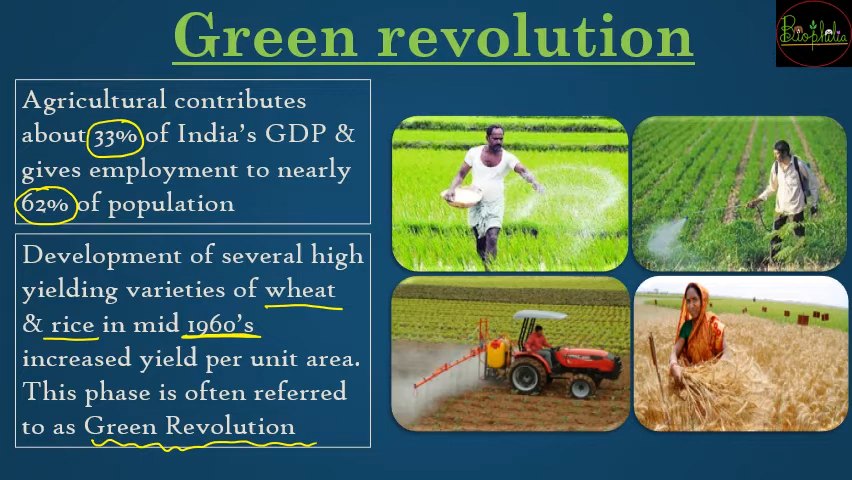 Green revolution
Biophilia
Agricultural contributes
about 33% of India's GDP &
gives employment to nearly
62% of population
Development of several high
yielding varieties of wheat
& rice in mid 1960's
increased yield per unit area.
This phase is often referred
to as Green Revolution